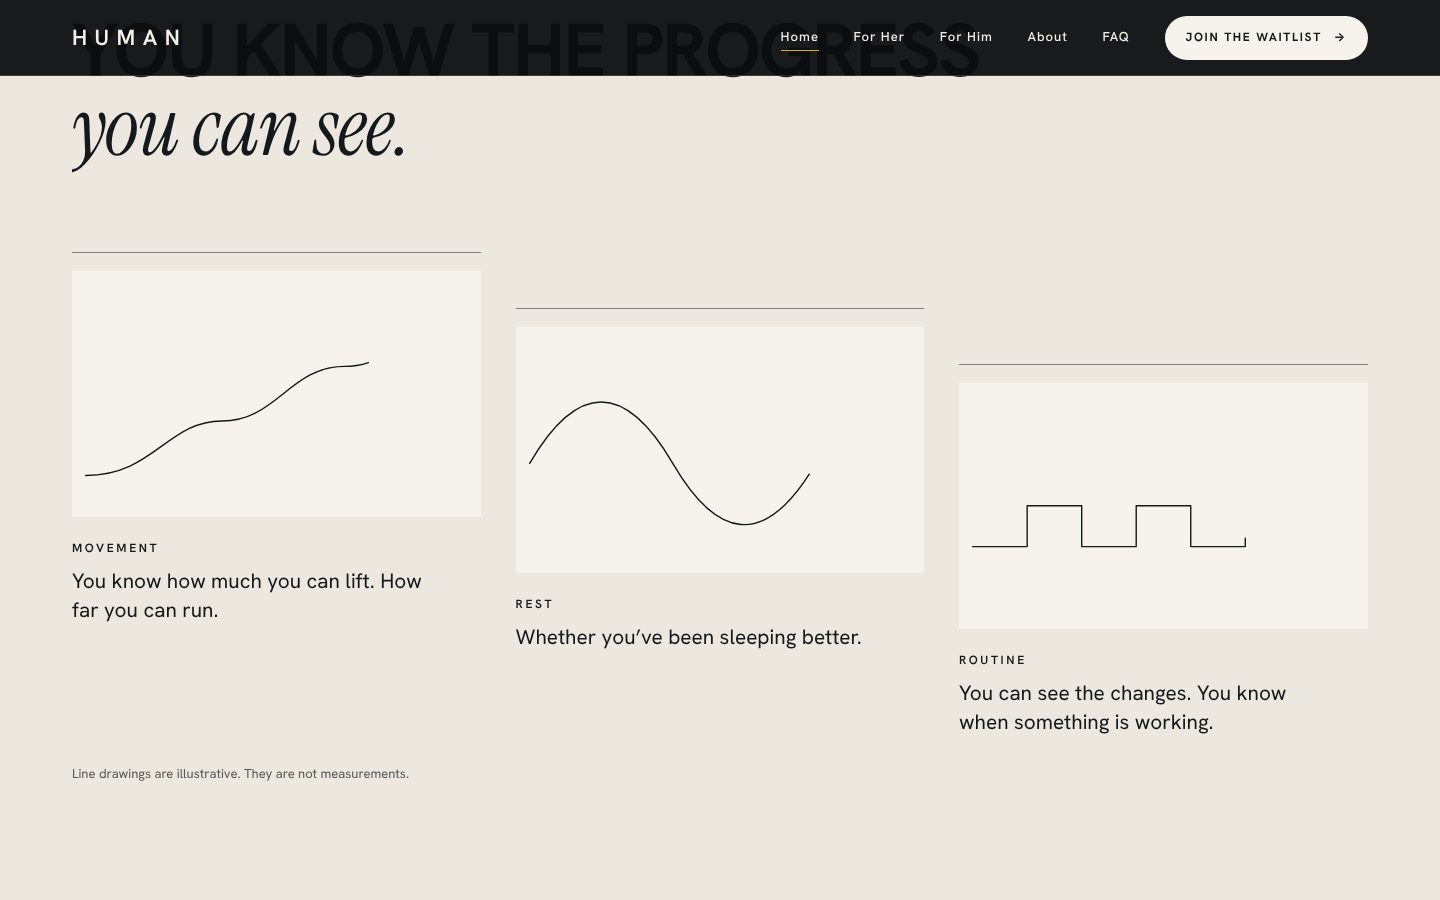 HUMAN
Home
For Her
For Him
About
FAQ
JOIN THE WAITLIST →
YOU KNOW THE PROGRESS
you can see.
MOVEMENT
You know how much you can lift. How
far you can run.
REST
Whether you’ve been sleeping better.
ROUTINE
You can see the changes. You know
when something is working.
Line drawings are illustrative. They are not measurements.